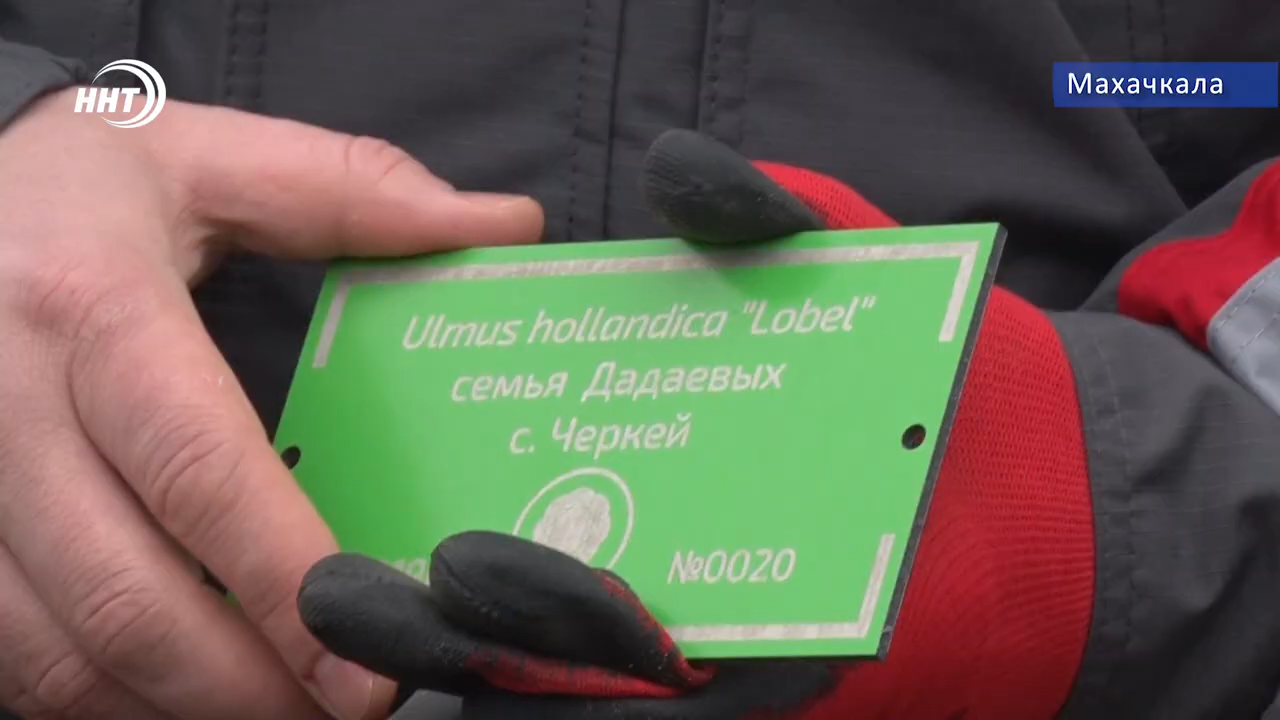 ННТ
Махачкала
Ulmus hollandica "Lobel"
семья Дадаевых
с. Черкей
№0020